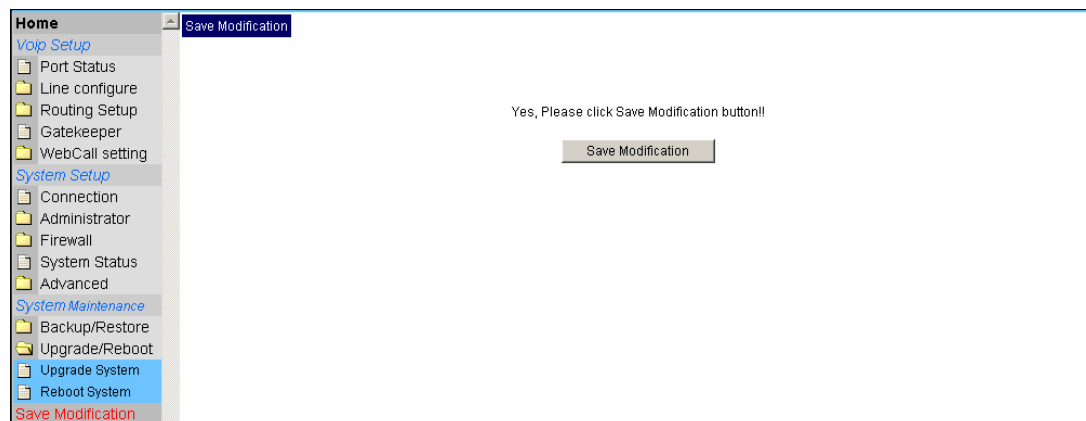 Home
Voip Setup
Port Status
Line configure
Routing Setup
Gatekeeper
WebCall setting
System Setup
Connection
Administrator
Firewall
System Status
Advanced
System Maintenance
Backup/Restore
Upgrade/Reboot
Upgrade System
Reboot System
Save Modification
Save Modification
Yes, Please click Save Modification button!!
Save Modification